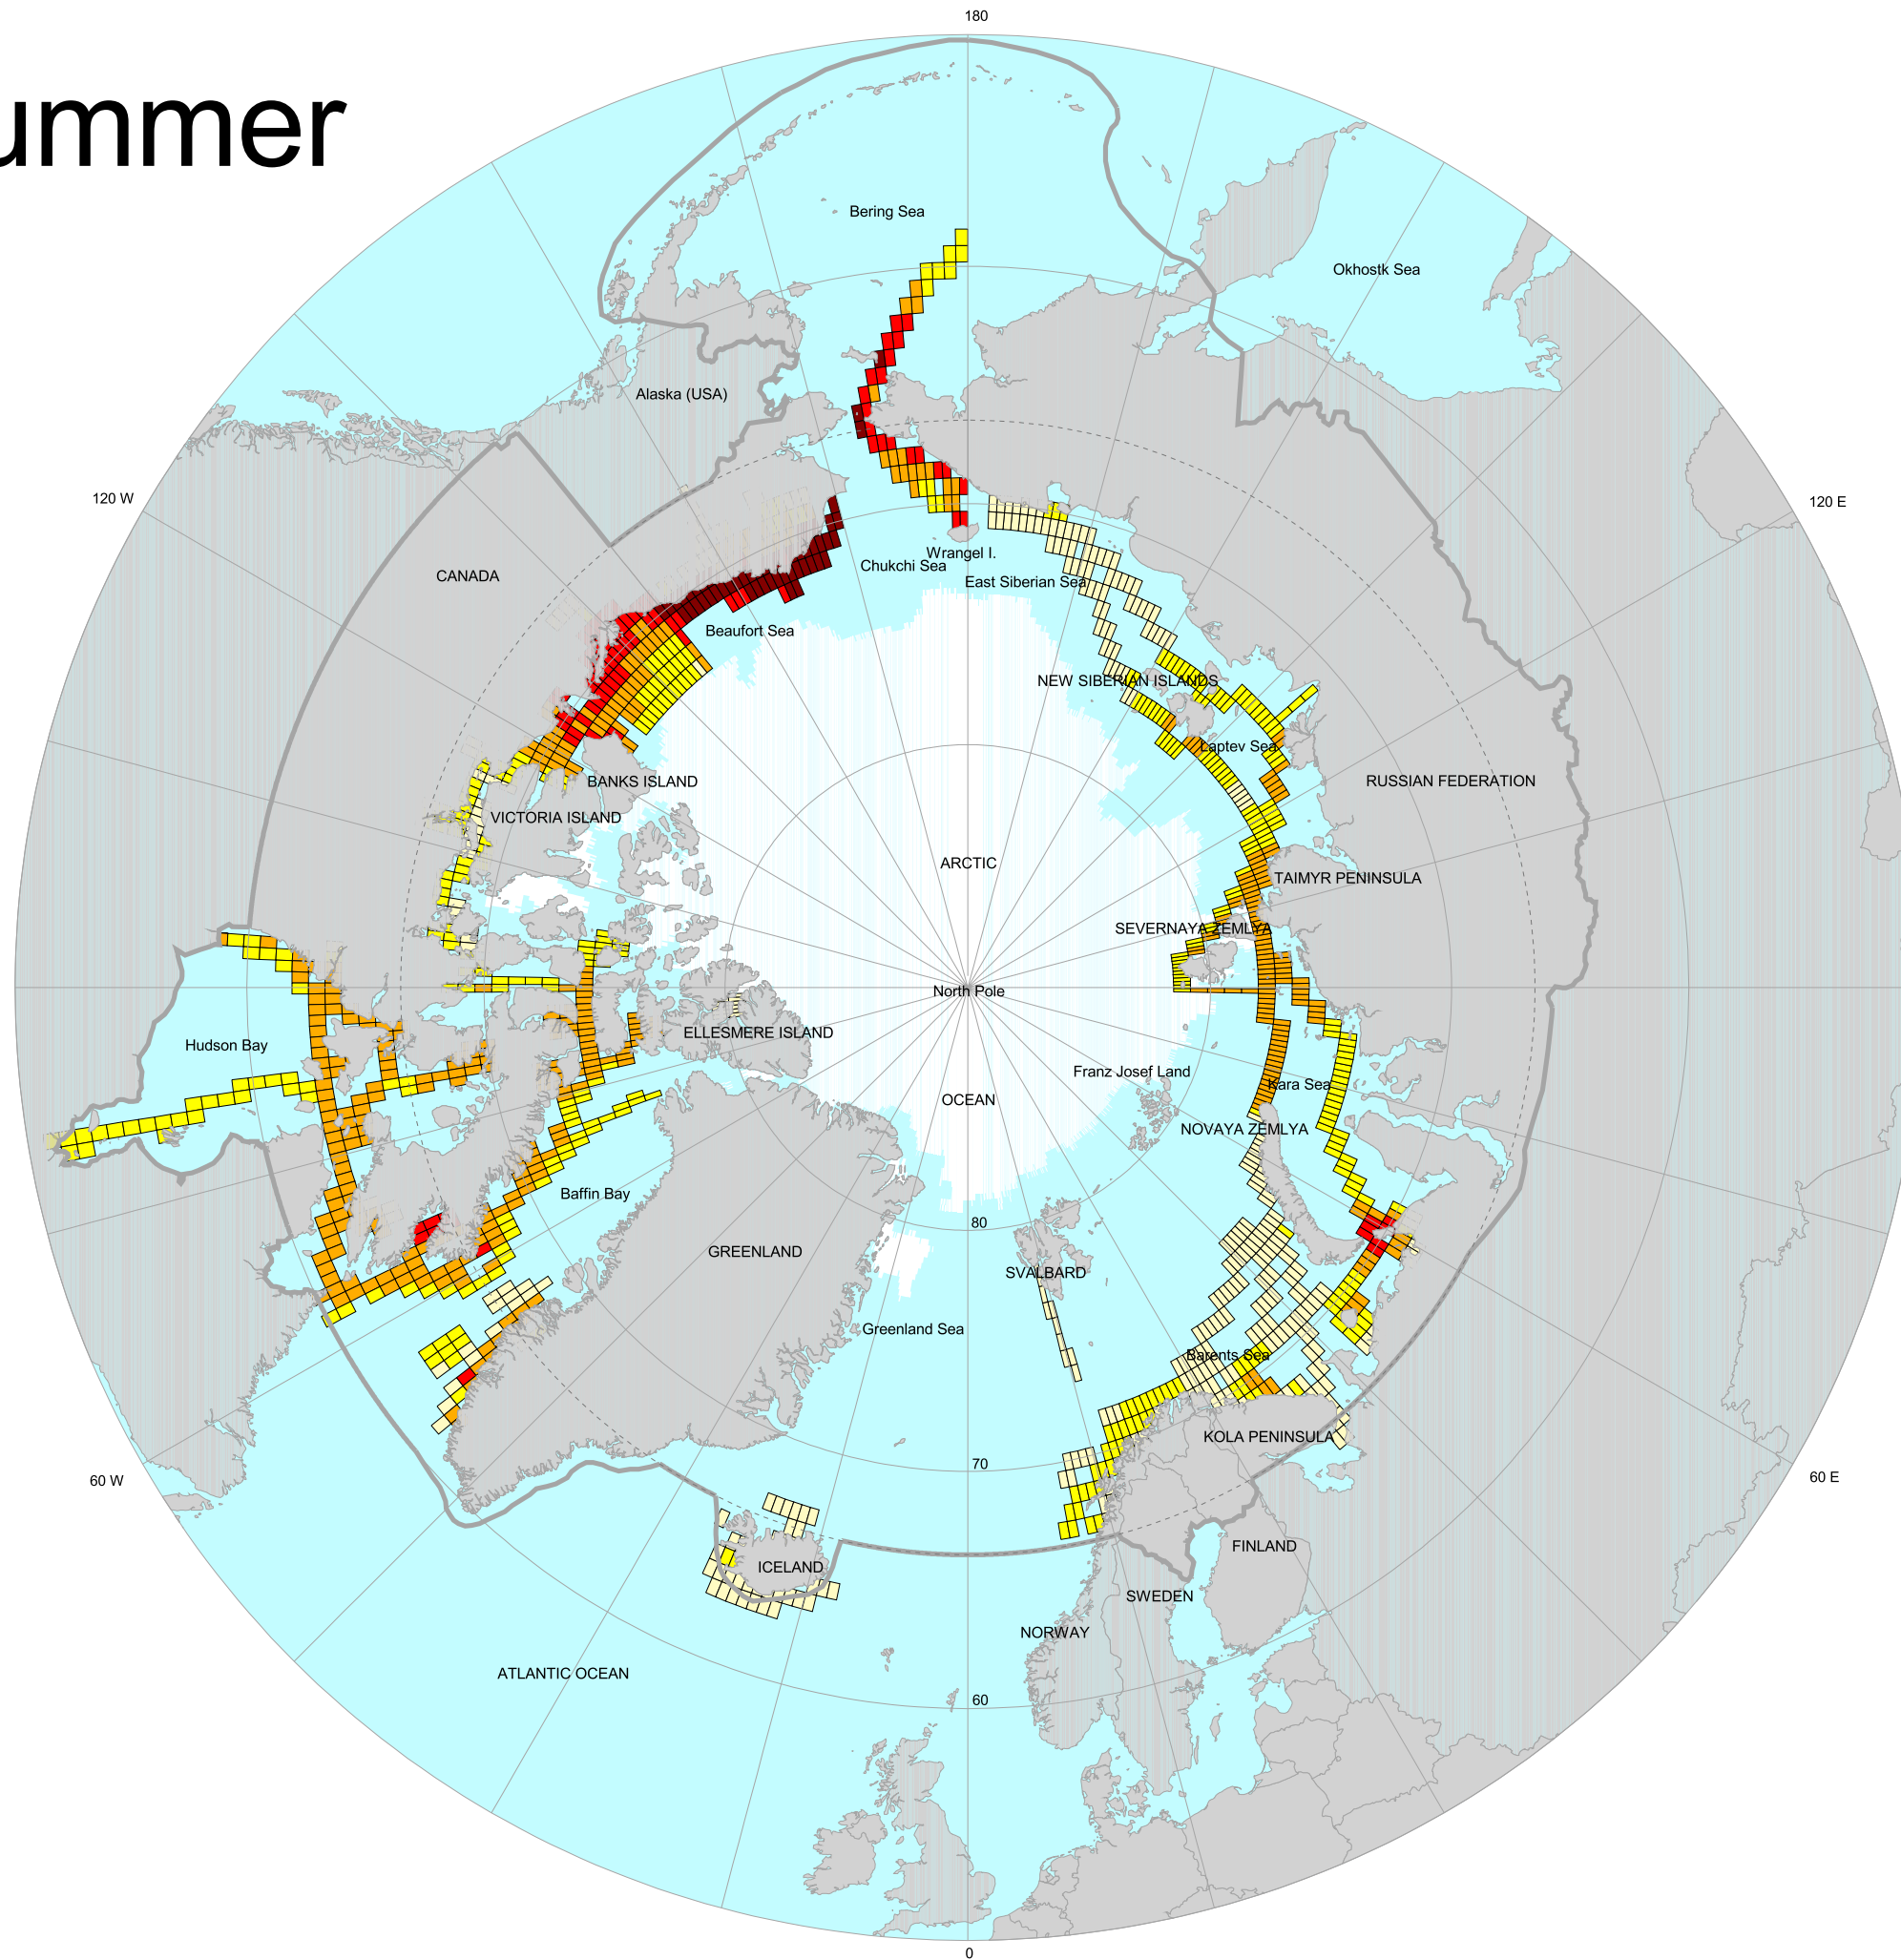 180
ummer
Bering Sea
Okhostk Sea
Alaska (USA)
120 W
120 E
Wrangel I.
Chukchi Sea
CANADA
East Siberian Sea
Beaufort Sea
NEW SIBERIAN ISLANDS
Laptev Sea
BANKS ISLAND
RUSSIAN FEDERATION
VICTORIA ISLAND
ARCTIC
TAIMYR PENINSULA
SEVERNAYA ZEMLYA
North Pole
ELLESMERE ISLAND
Hudson Bay
Franz Josef Land
Kara Sea
OCEAN
NOVAYA ZEMLYA
Baffin Bay
80
GREENLAND
SVALBARD
Greenland Sea
Barents Sea
KOLA PENINSULA
70
60 W
60 E
FINLAND
ICELAND
SWEDEN
NORWAY
ATLANTIC OCEAN
60
0